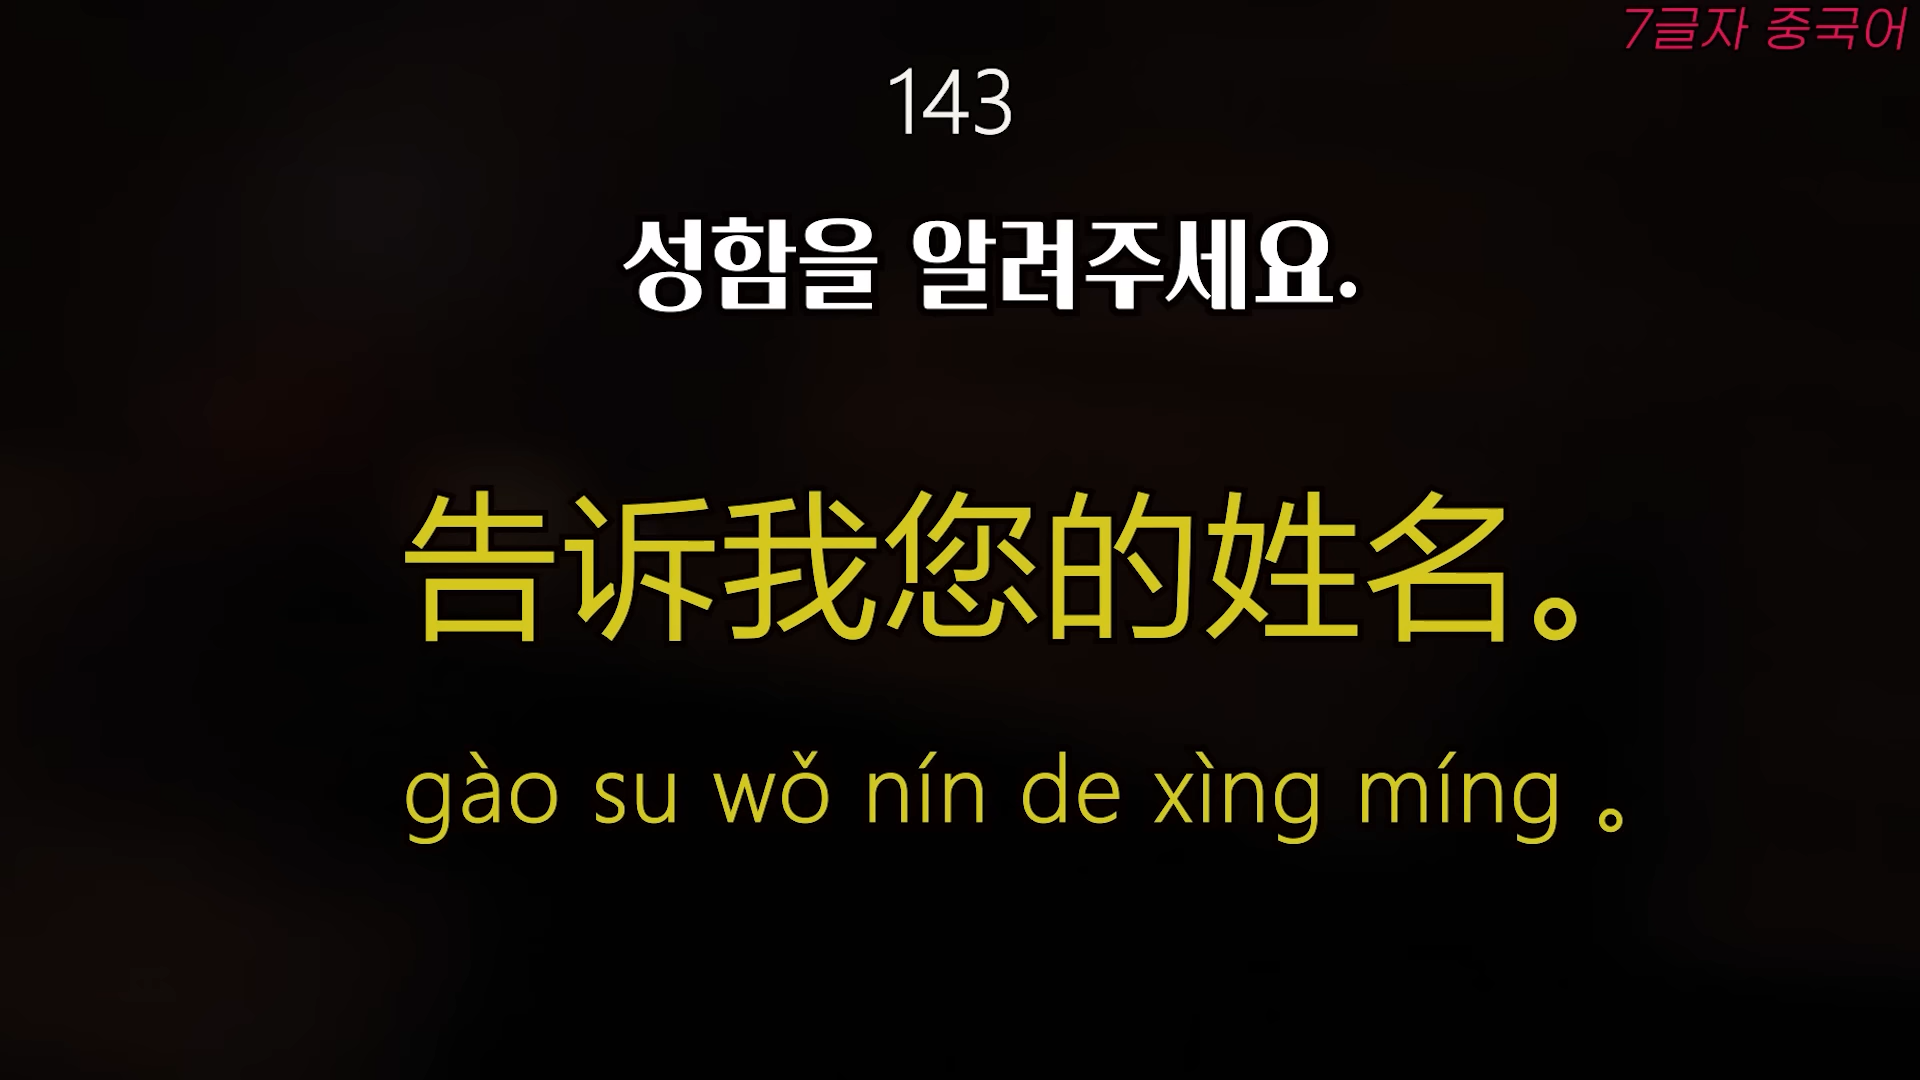 7글자 중국어
143
성함을 알려주세요.
告诉我您的姓名。
gào su wǒ nín de xìng míng 。